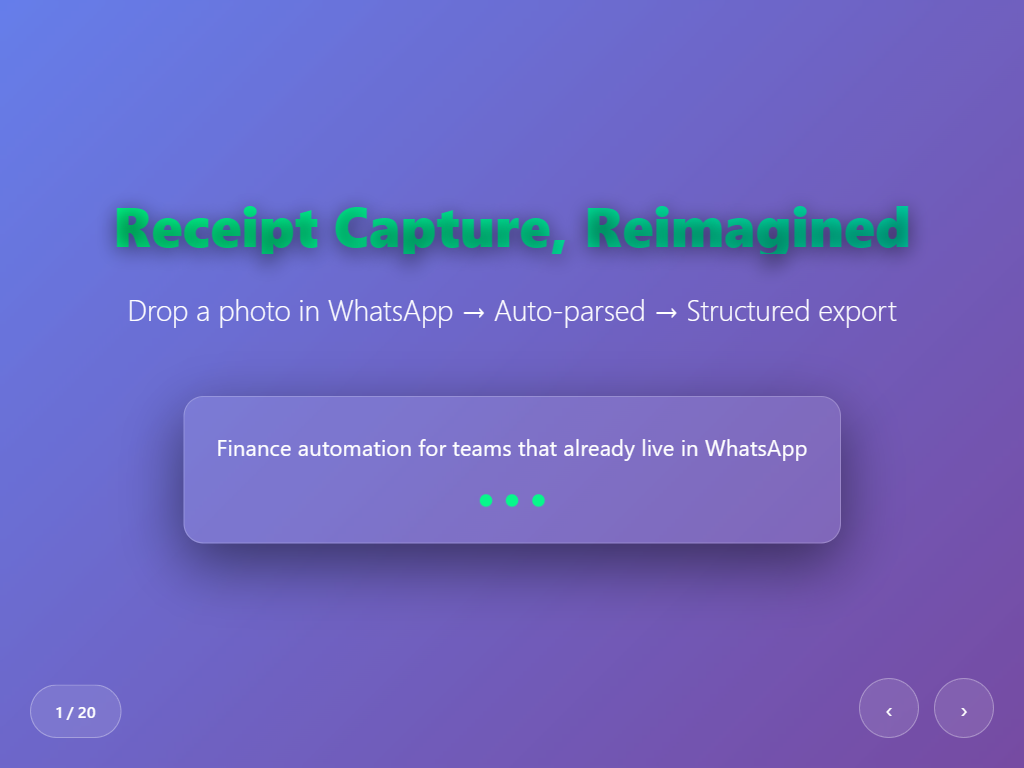 Receipt Capture, Reimagined
Drop a photo in WhatsApp → Auto-parsed → Structured export
Finance automation for teams that already live in WhatsApp
1 / 20
‹ ›